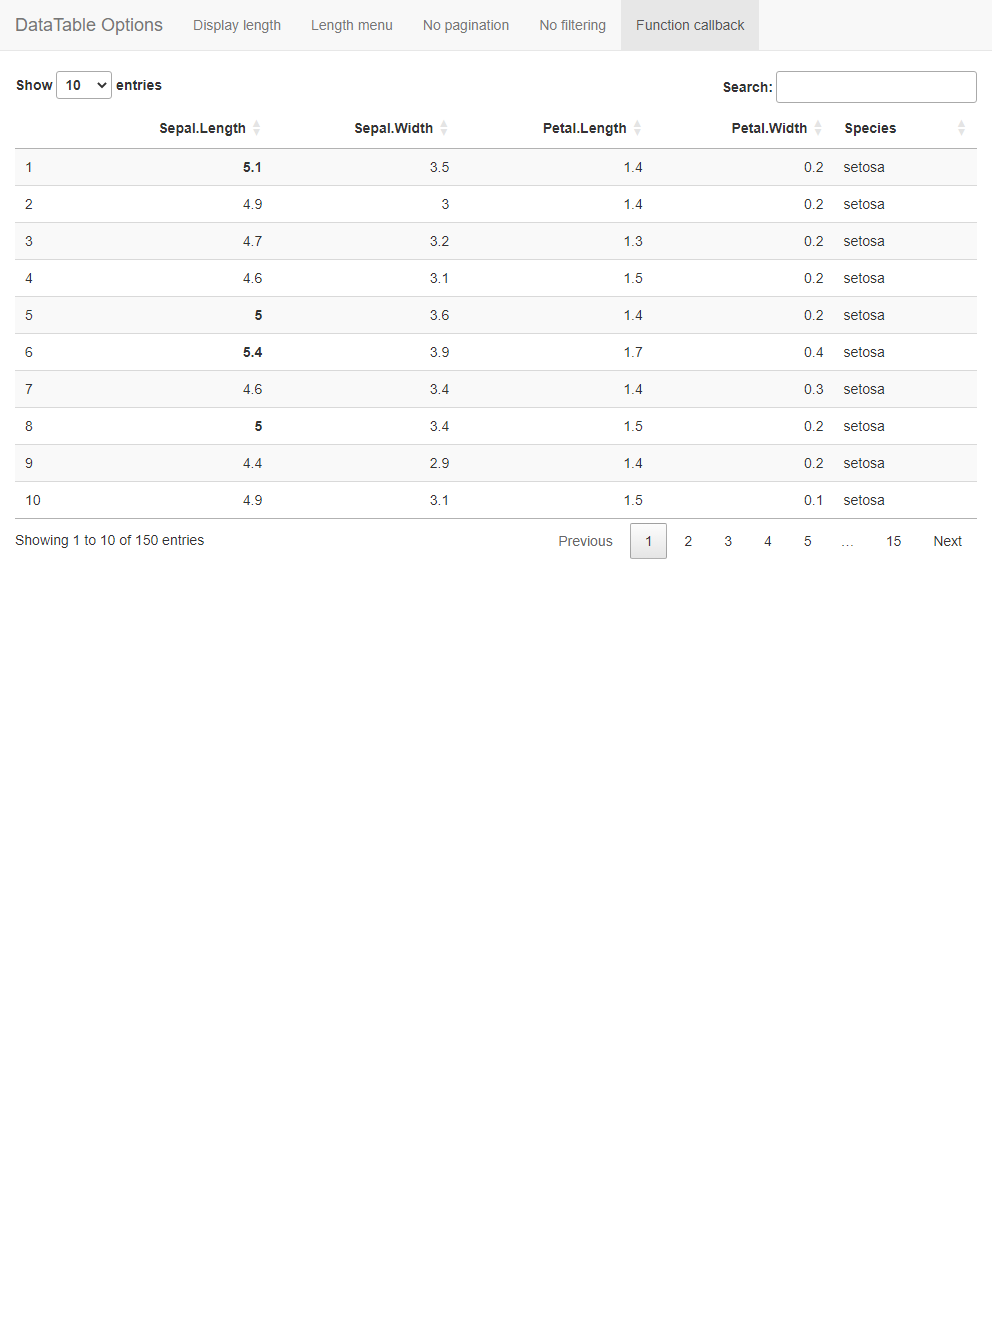 DataTable Options Display length Length menu No pagination No filtering Function callback
Show 10 entries Search:
Sepal.Length Sepal.Width Petal.Length Petal.Width Species
1 5.1 3.5 1.4 0.2 setosa
2 4.9 3 1.4 0.2 setosa
3 4.7 3.2 1.3 0.2 setosa
4 4.6 3.1 1.5 0.2 setosa
5 5 3.6 1.4 0.2 setosa
6 5.4 3.9 1.7 0.4 setosa
7 4.6 3.4 1.4 0.3 setosa
8 5 3.4 1.5 0.2 setosa
9 4.4 2.9 1.4 0.2 setosa
10 4.9 3.1 1.5 0.1 setosa
Showing 1 to 10 of 150 entries Previous 1 2 3 4 5 … 15 Next